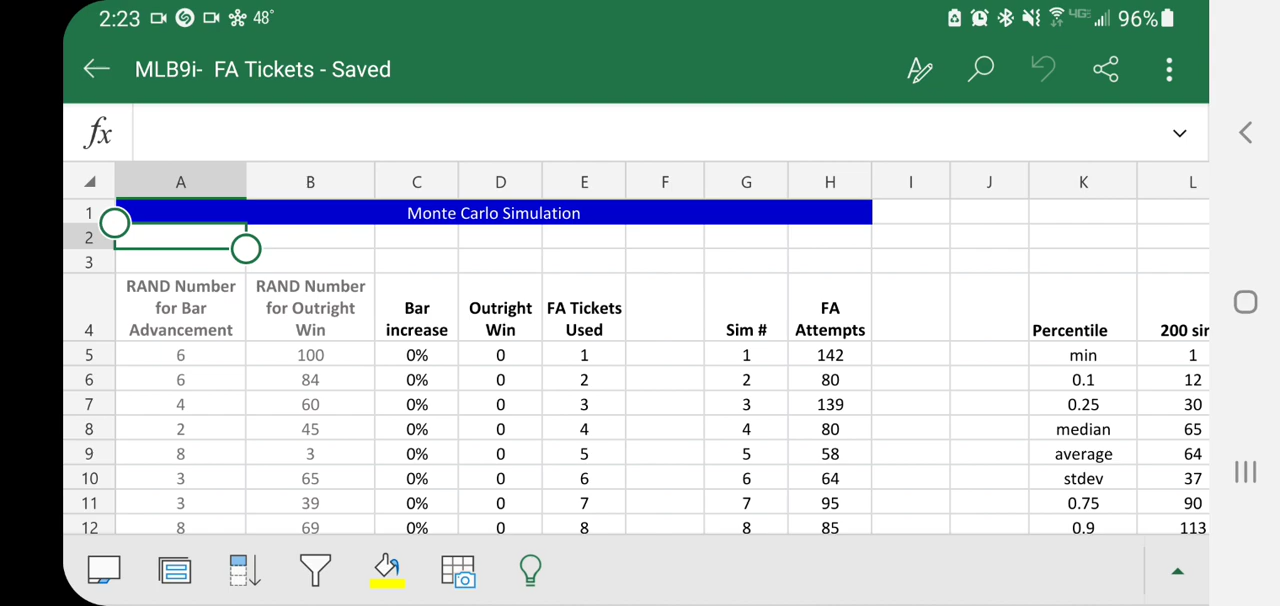 2:23 48° 4GE 96%
MLB9i- FA Tickets - Saved
fx
A B C D E F G H I J K L
1 Monte Carlo Simulation
2
3
RAND Number RAND Number
for Bar for Outright Bar Outright FA Tickets FA
4 Advancement Win increase Win Used Sim # Attempts Percentile 200 sir
5 6 100 0% 0 1 1 142 min 1
6 6 84 0% 0 2 2 80 0.1 12
7 4 60 0% 0 3 3 139 0.25 30
8 2 45 0% 0 4 4 80 median 65
9 8 3 0% 0 5 5 58 average 64
10 3 65 0% 0 6 6 64 stdev 37
11 3 39 0% 0 7 7 95 0.75 90
12 8 69 0% 0 8 8 85 0.9 113